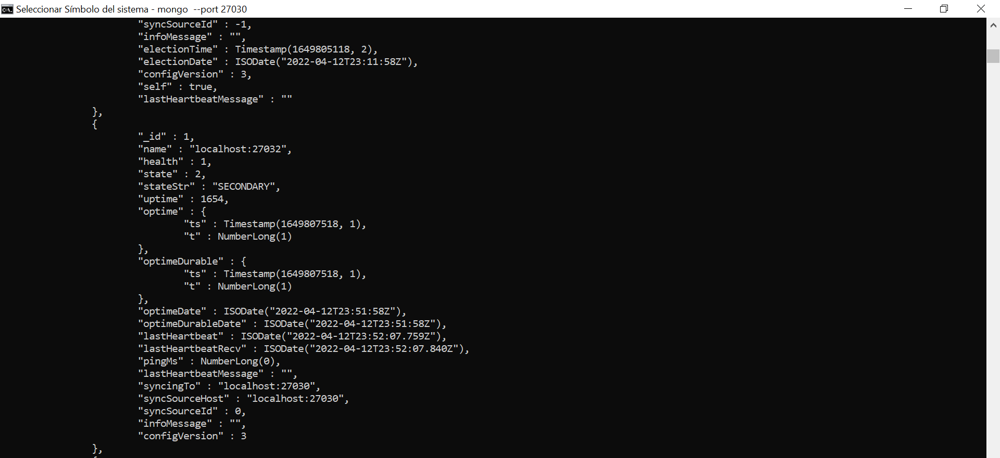 Seleccionar Símbolo del sistema - mongo  --port 27030
"syncSourceId" : -1,
"infoMessage" : "",
"electionTime" : Timestamp(1649805118, 2),
"electionDate" : ISODate("2022-04-12T23:11:58Z"),
"configVersion" : 3,
"self" : true,
"lastHeartbeatMessage" : ""
},
{
"_id" : 1,
"name" : "localhost:27032",
"health" : 1,
"state" : 2,
"stateStr" : "SECONDARY",
"uptime" : 1654,
"optime" : {
"ts" : Timestamp(1649807518, 1),
"t" : NumberLong(1)
},
"optimeDurable" : {
"ts" : Timestamp(1649807518, 1),
"t" : NumberLong(1)
},
"optimeDate" : ISODate("2022-04-12T23:51:58Z"),
"optimeDurableDate" : ISODate("2022-04-12T23:51:58Z"),
"lastHeartbeat" : ISODate("2022-04-12T23:52:07.759Z"),
"lastHeartbeatRecv" : ISODate("2022-04-12T23:52:07.840Z"),
"pingMs" : NumberLong(0),
"lastHeartbeatMessage" : "",
"syncingTo" : "localhost:27030",
"syncSourceHost" : "localhost:27030",
"syncSourceId" : 0,
"infoMessage" : "",
"configVersion" : 3
},